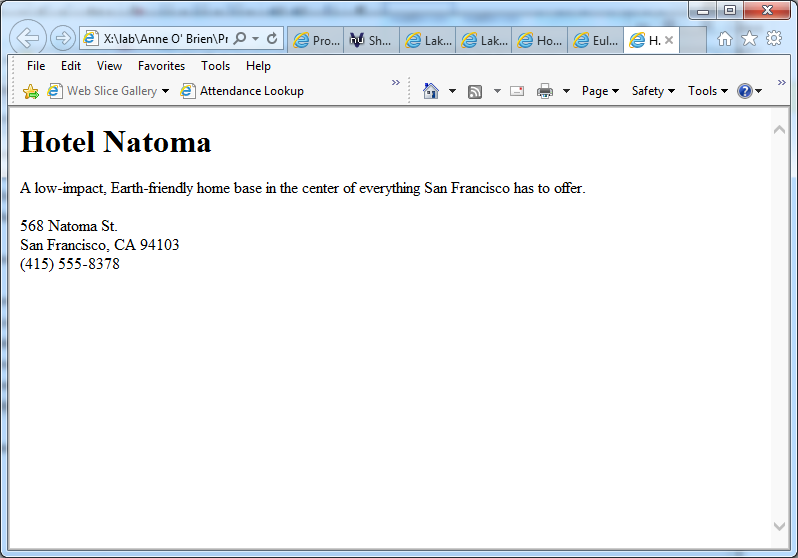 X:\lab\Anne O' Brien\Pr
Pro...
Sh...
Lak...
Lak...
Ho...
Eul...
H.
File Edit View Favorites Tools Help
Web Slice Gallery Attendance Lookup Page Safety Tools
Hotel Natoma
A low-impact, Earth-friendly home base in the center of everything San Francisco has to offer.
568 Natoma St.
San Francisco, CA 94103
(415) 555-8378